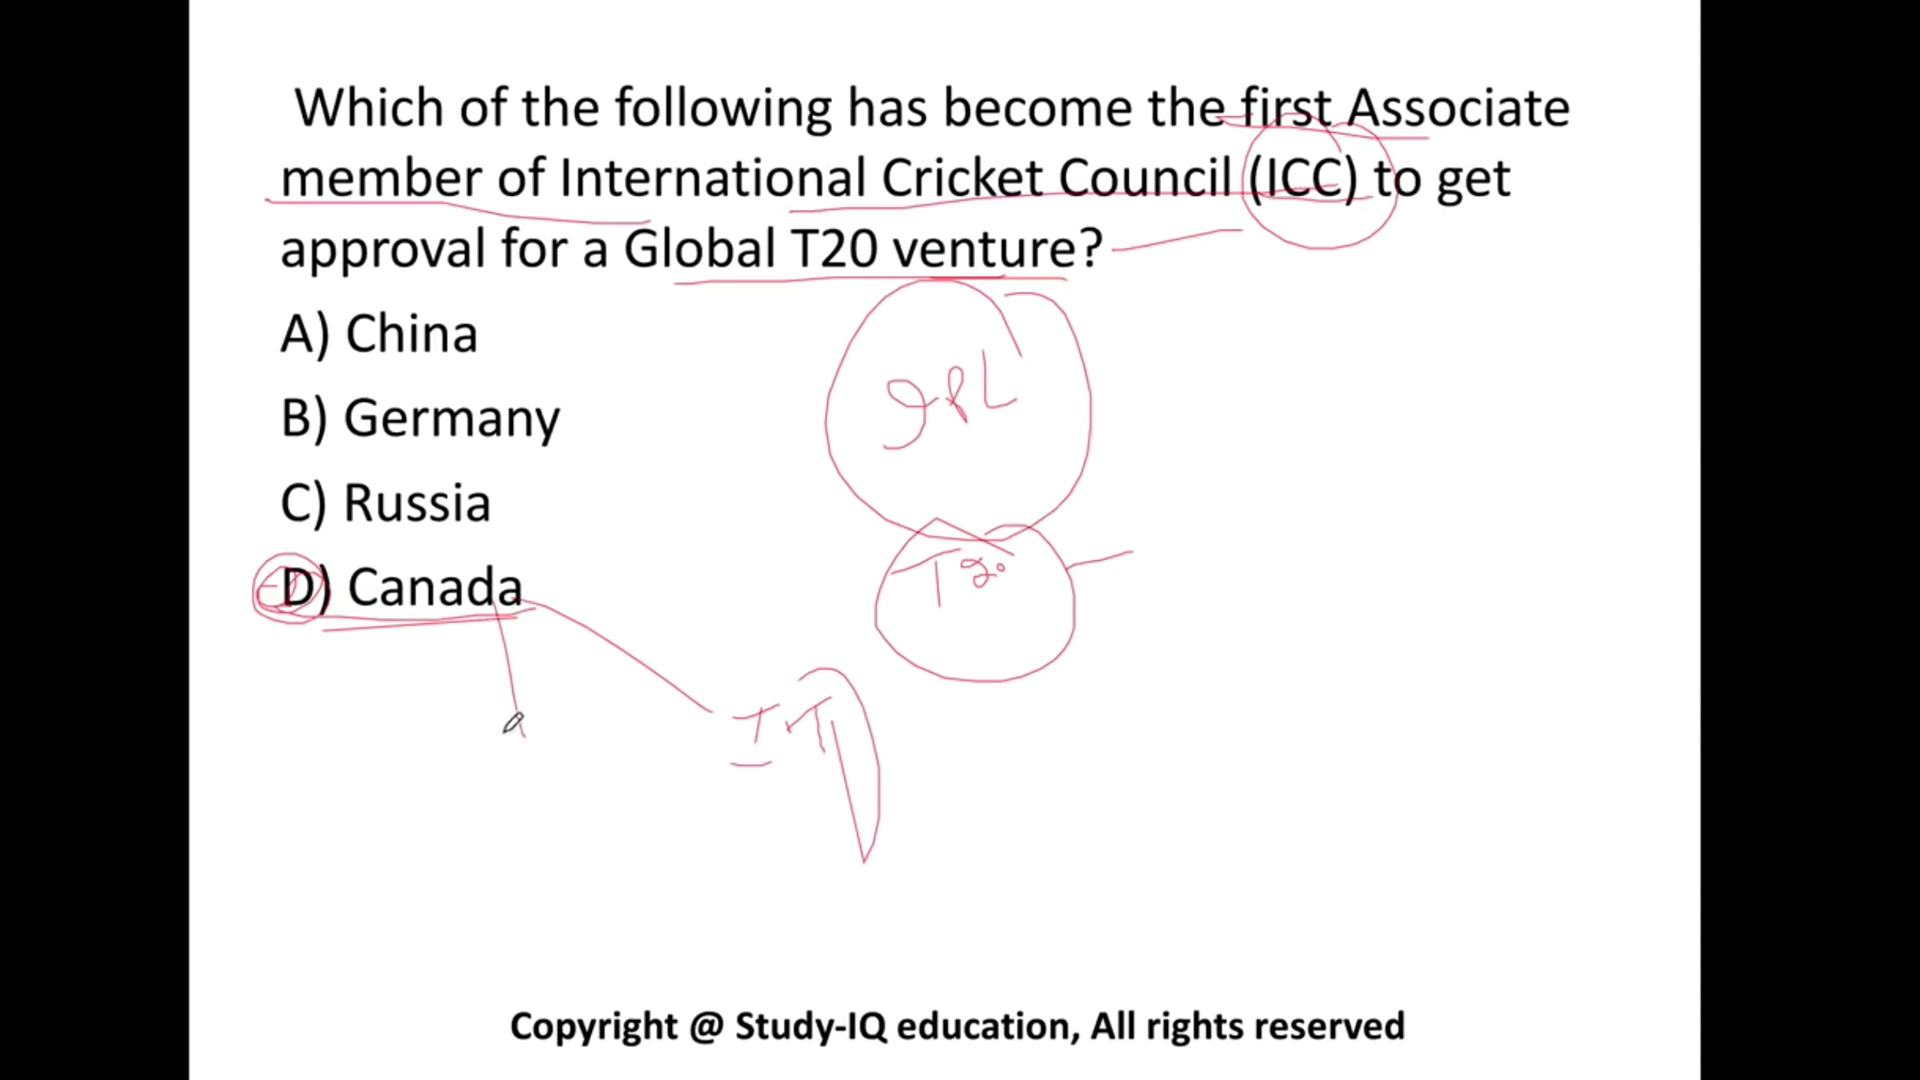 Which of the following has become the first Associate
member of International Cricket Council (ICC) to get
approval for a Global T20 venture?
A) China
B) Germany
C) Russia
D) Canada
IPL
T20
Copyright @ Study-IQ education, All rights reserved